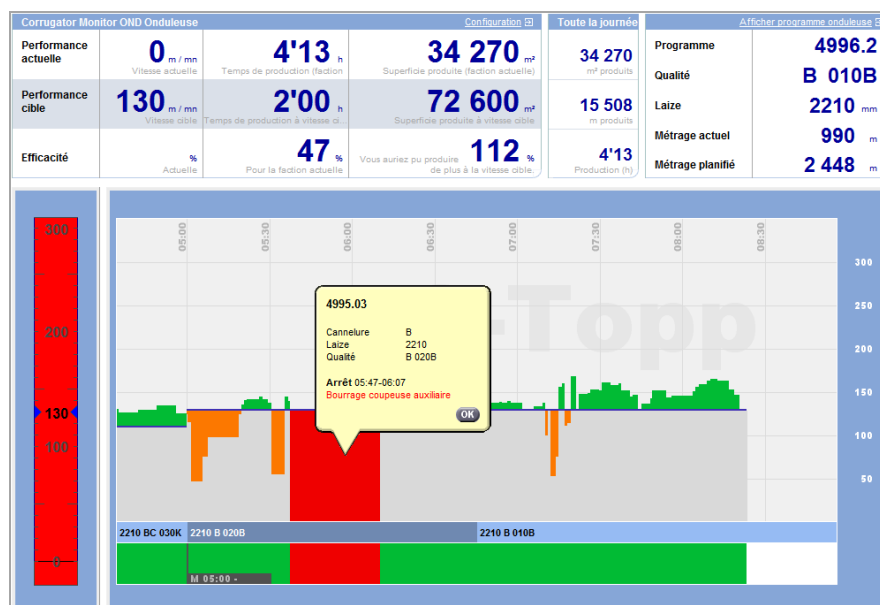 Corrugator Monitor OND Onduleuse Configuration
Toute la journée
Afficher programme onduleuse
Performance actuelle
0 m / mn
Vitesse actuelle
4'13 h
Temps de production (faction
34 270 m²
Superficie produite (faction actuelle)
Performance cible
130 m / mn
Vitesse cible
2'00 h
Temps de production à vitesse ci...
72 600 m²
Superficie produite à vitesse cible
Efficacité
%
Actuelle
47 %
Pour la faction actuelle
Vous auriez pu produire 112 %
de plus à la vitesse cible.
34 270
m² produits
15 508
m produits
4'13
Production (h)
Programme 4996.2
Qualité B 010B
Laize 2210 mm
Métrage actuel 990 m
Métrage planifié 2 448 m
300
200
130
100
0
05:00 05:30 06:00 06:30 07:00 07:30 08:00 08:30
300
250
200
150
100
50
-Topp
4995.03
Cannelure B
Laize 2210
Qualité B 020B
Arrêt 05:47-06:07
Bourrage coupeuse auxiliaire
OK
2210 BC 030K 2210 B 020B 2210 B 010B
M 05:00 -